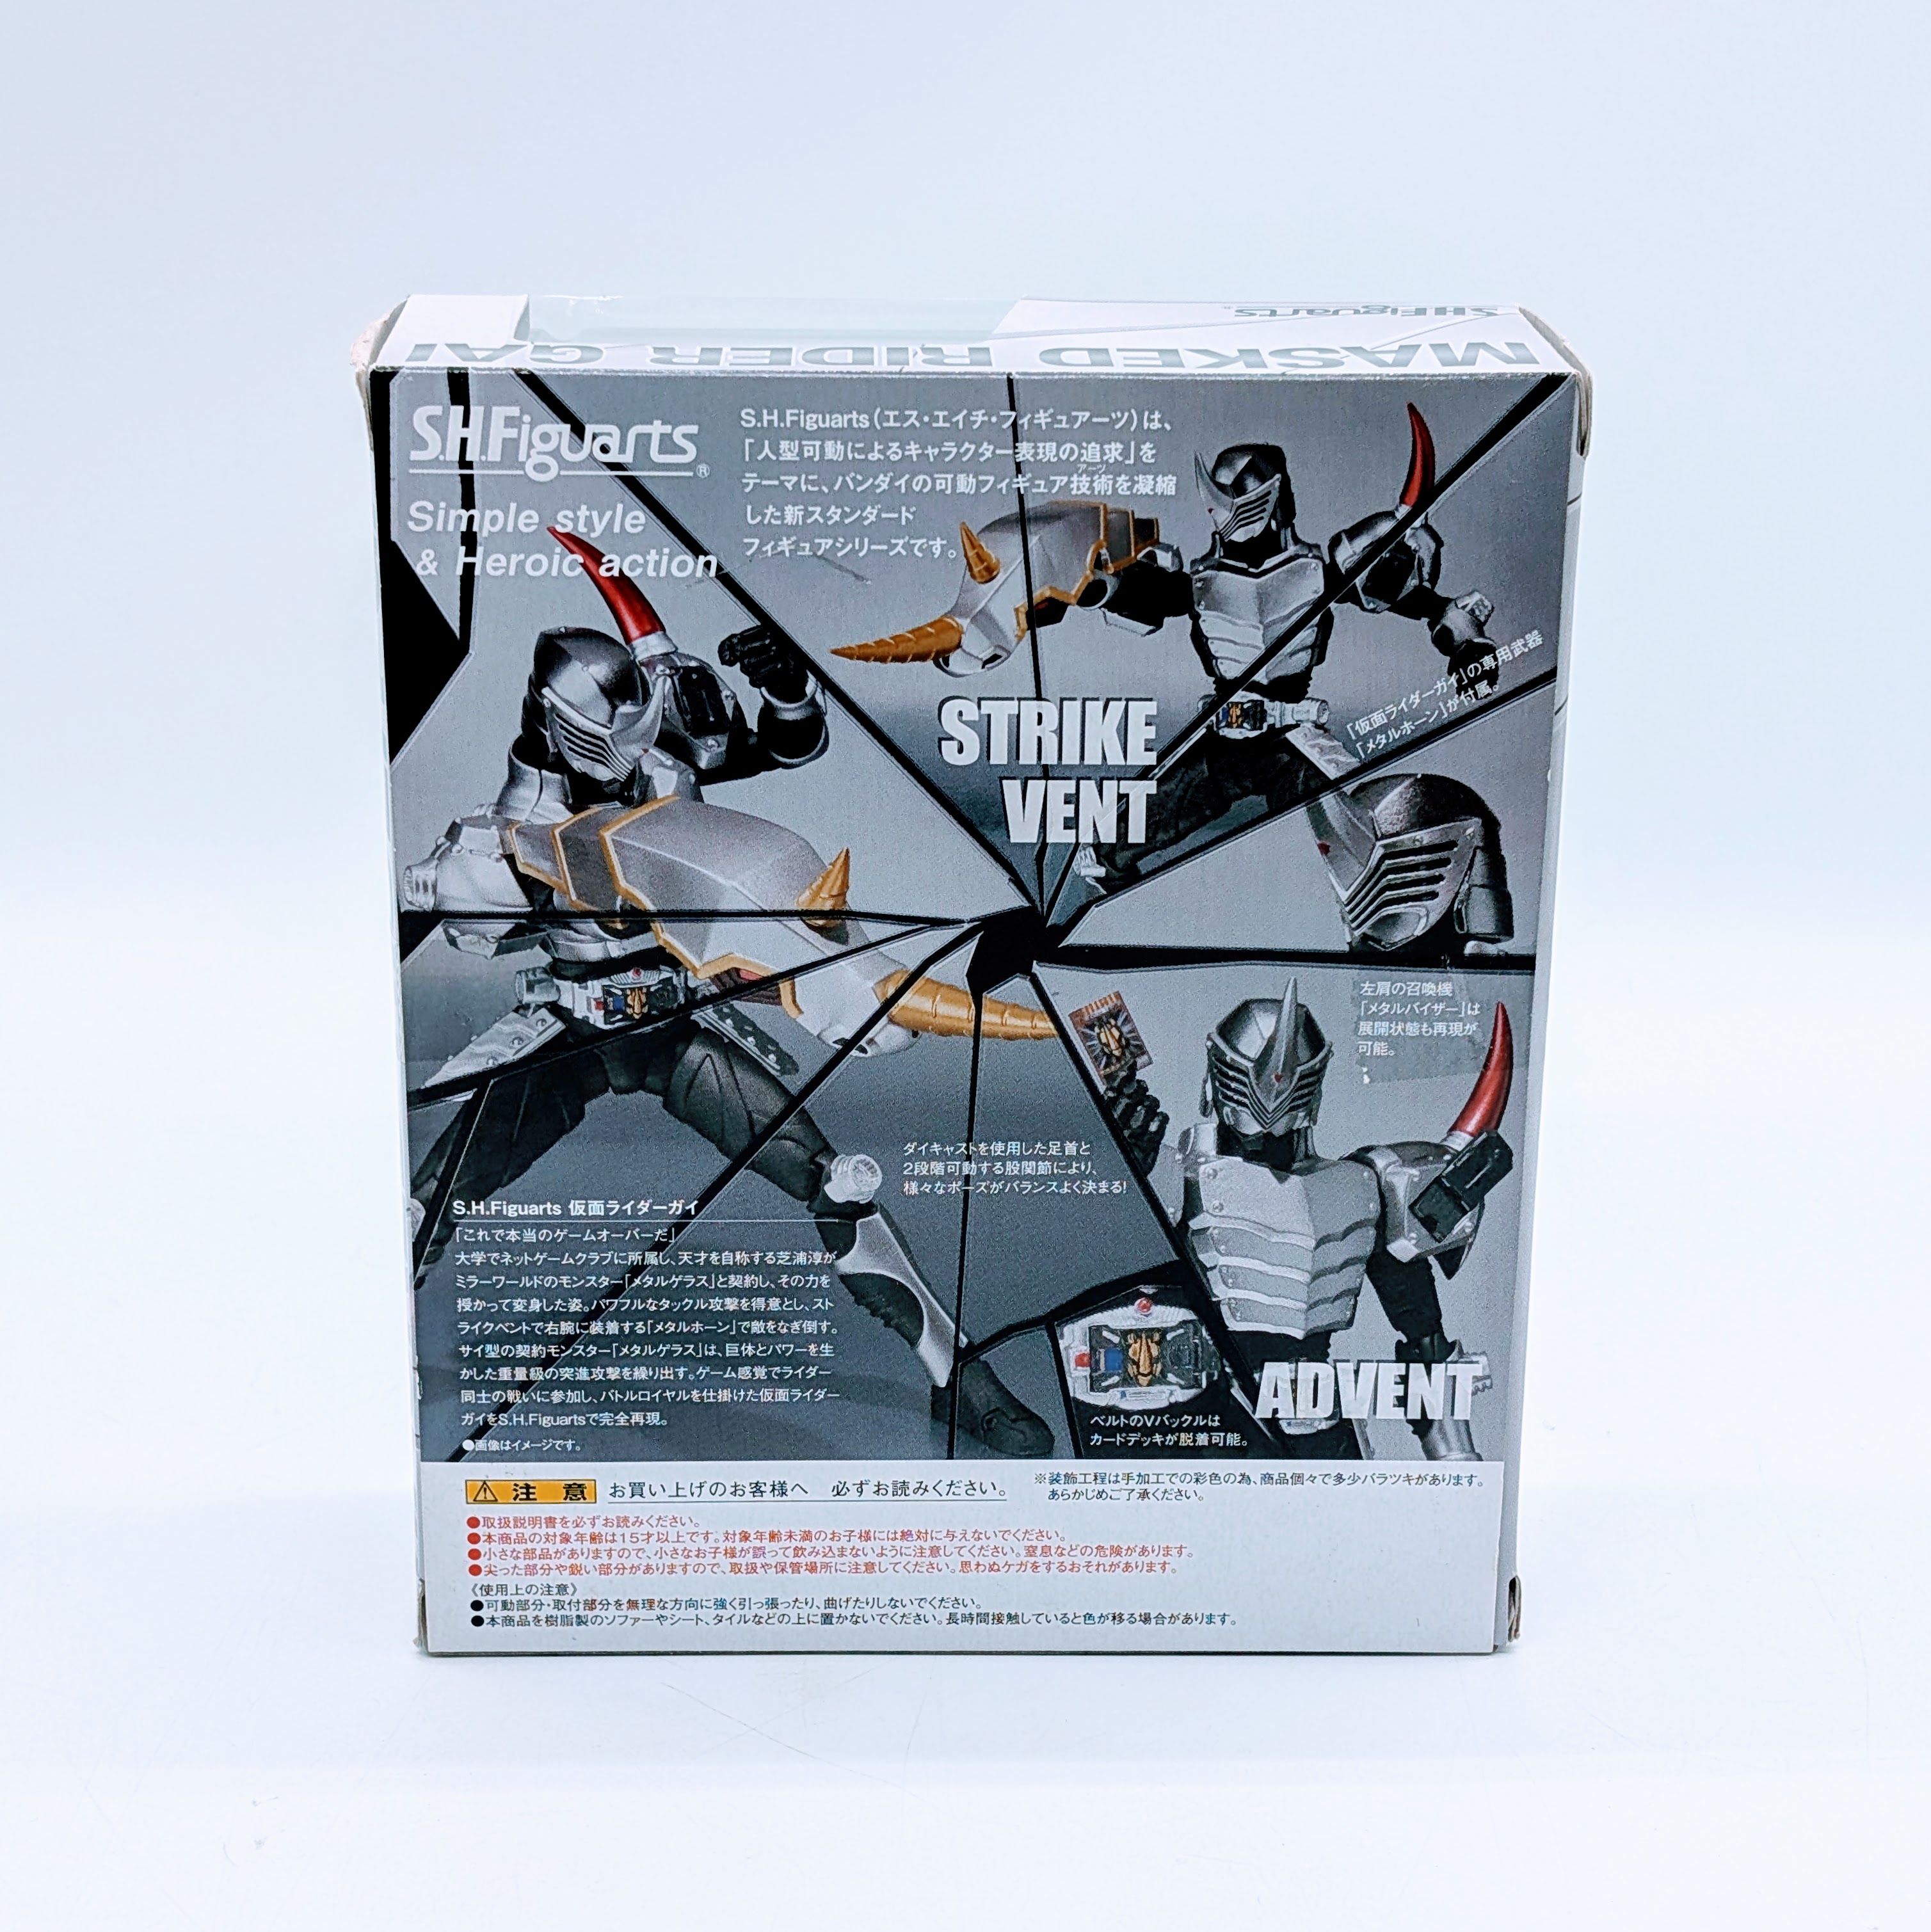 S.H.Figuarts
MASKED RIDER GAI
S.H.Figuarts®
Simple style
& Heroic action
S.H.Figuarts(エス・エイチ・フィギュアーツ)は、
「人型可動によるキャラクター表現の追求」を
アーツ
テーマに、バンダイの可動フィギュア技術を凝縮
した新スタンダード
フィギュアシリーズです。
STRIKE
VENT
「仮面ライダーガイ」の専用武器
「メタルホーン」が付属。
左肩の召喚機
「メタルバイザー」は
展開状態も再現が
可能。
ダイキャストを使用した足首と
2段階可動する股関節により、
様々なポーズがバランスよく決まる!
S.H.Figuarts 仮面ライダーガイ
「これで本当のゲームオーバーだ」
大学でネットゲームクラブに所属し、天才を自称する芝浦淳が
ミラーワールドのモンスター「メタルゲラス」と契約し、その力を
授かって変身した姿。パワフルなタックル攻撃を得意とし、スト
ライクベントで右腕に装着する「メタルホーン」で敵をなぎ倒す。
サイ型の契約モンスター「メタルゲラス」は、巨体とパワーを生
かした重量級の突進攻撃を繰り出す。ゲーム感覚でライダー
同士の戦いに参加し、バトルロイヤルを仕掛けた仮面ライダー
ガイをS.H.Figuartsで完全再現。
●画像はイメージです。
ADVENT
ベルトのVバックルは
カードデッキが脱着可能。
注意 お買い上げのお客様へ 必ずお読みください。
※装飾工程は手加工での彩色の為、商品個々で多少バラツキがあります。
あらかじめご了承ください。
●取扱説明書を必ずお読みください。
●本商品の対象年齢は15才以上です。対象年齢未満のお子様には絶対に与えないでください。
●小さな部品がありますので、小さなお子様が誤って飲み込まないように注意してください。窒息などの危険があります。
●尖った部分や鋭い部分がありますので、取扱や保管場所に注意してください。思わぬケガをするおそれがあります。
《使用上の注意》
●可動部分・取付部分を無理な方向に強く引っ張ったり、曲げたりしないでください。
●本商品を樹脂製のソファーやシート、タイルなどの上に置かないでください。長時間接触していると色が移る場合があります。